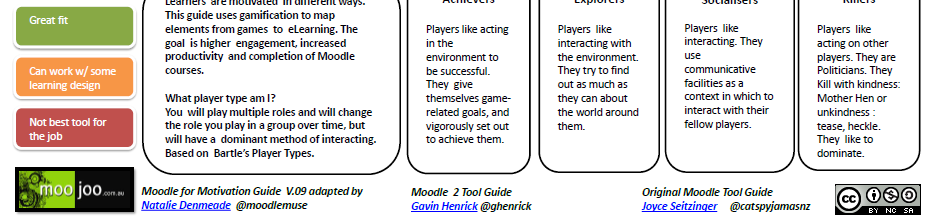 Great fit
Can work w/ some
learning design
Not best tool for
the job
Learners are motivated in different ways.
This guide uses gamification to map
elements from games to eLearning. The
goal is higher engagement, increased
productivity and completion of Moodle
courses.
What player type am I?
You will play multiple roles and will change
the role you play in a group over time, but
will have a dominant method of interacting.
Based on Bartle's Player Types.
Achievers
Players like acting
in the
environment to
be successful.
They give
themselves game-
related goals, and
vigorously set out
to achieve them.
Explorers
Players like
interacting with
the environment.
They try to find
out as much as
they can about
the world around
them.
Socialisers
Players like
interacting. They
use
communicative
facilities as a
context in which to
interact with their
fellow players.
Killers
Players like
acting on other
players. They are
Politicians. They
Kill with kindness:
Mother Hen or
unkindness :
tease, heckle.
They like to
dominate.
moojoo.com.au
Moodle for Motivation Guide V.09 adapted by
Natalie Denmeade @moodlemuse
Moodle 2 Tool Guide
Gavin Henrick @ghenrick
Original Moodle Tool Guide
Joyce Seitzinger @catspyjamasnz
cc
BY NC SA